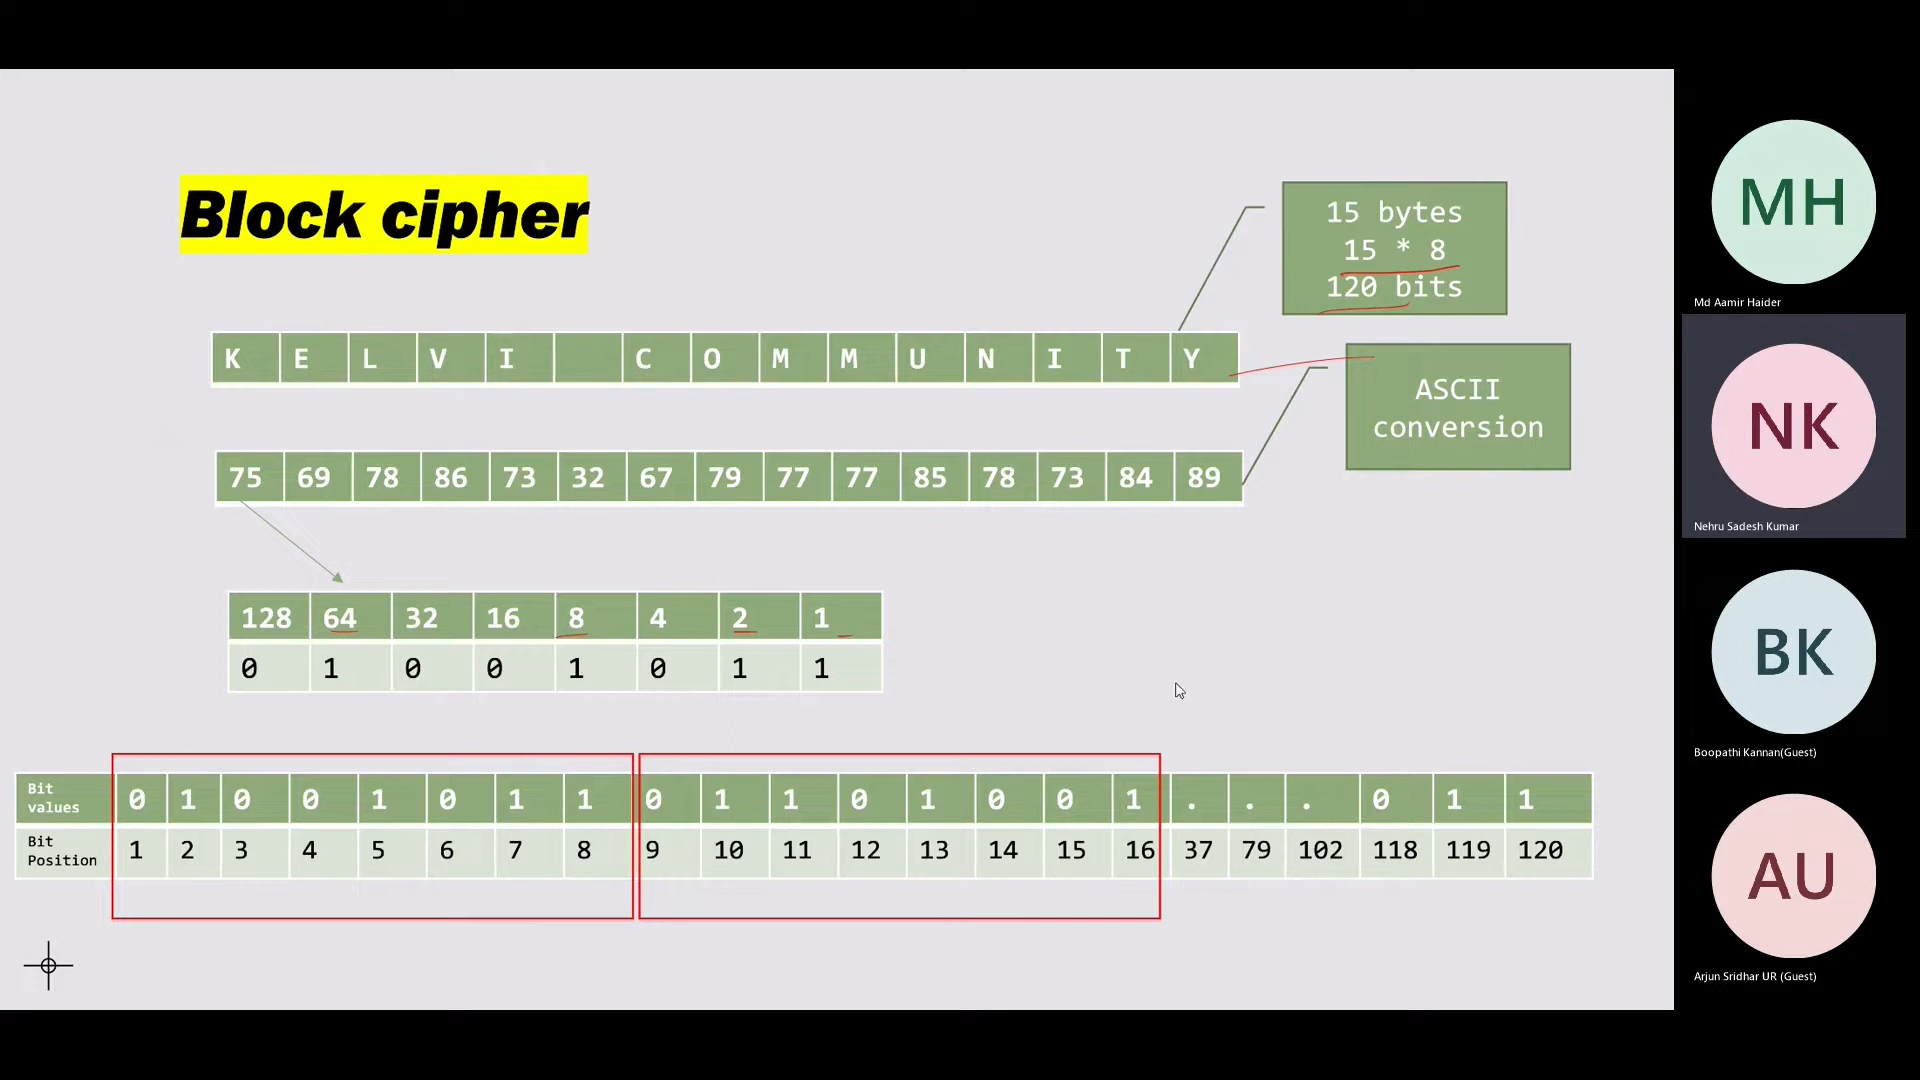 Block cipher
15 bytes
15 * 8
120 bits
K E L V I C O M M U N I T Y
ASCII
conversion
75 69 78 86 73 32 67 79 77 77 85 78 73 84 89
128 64 32 16 8 4 2 1
0 1 0 0 1 0 1 1
Bit
values
0 1 0 0 1 0 1 1 0 1 1 0 1 0 0 1 . . . 0 1 1
Bit
Position
1 2 3 4 5 6 7 8 9 10 11 12 13 14 15 16 37 79 102 118 119 120
MH
Md Aamir Haider
NK
Nehru Sadesh Kumar
BK
Boopathi Kannan(Guest)
AU
Arjun Sridhar UR (Guest)